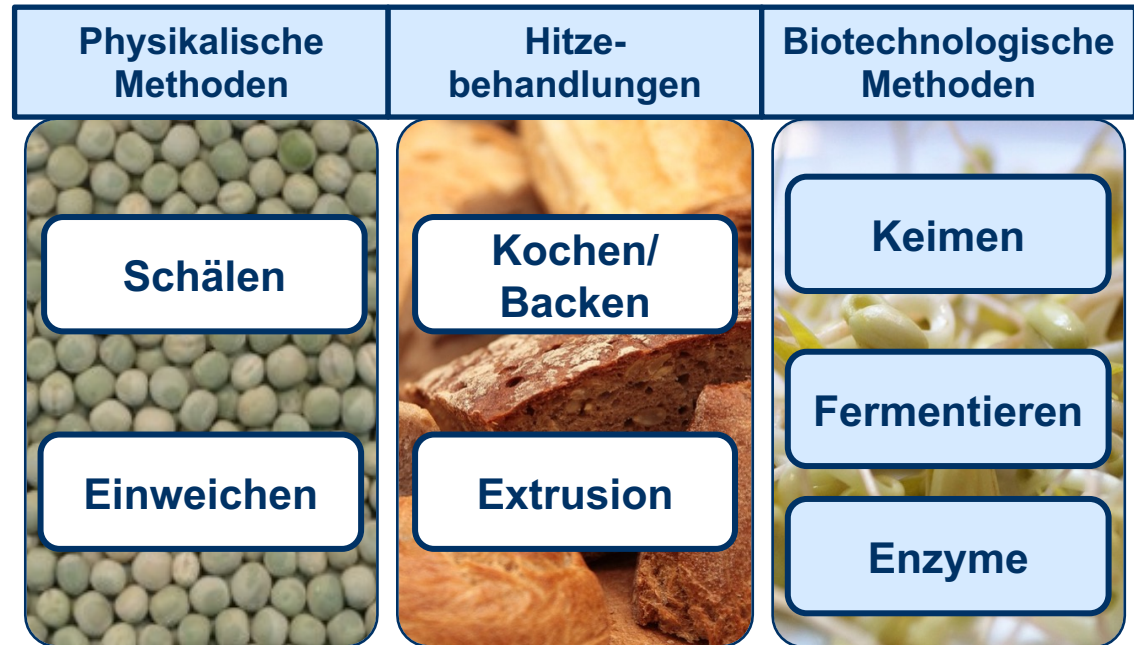 Physikalische
Methoden
Hitze-
behandlungen
Biotechnologische
Methoden
Schälen
Einweichen
Kochen/
Backen
Extrusion
Keimen
Fermentieren
Enzyme